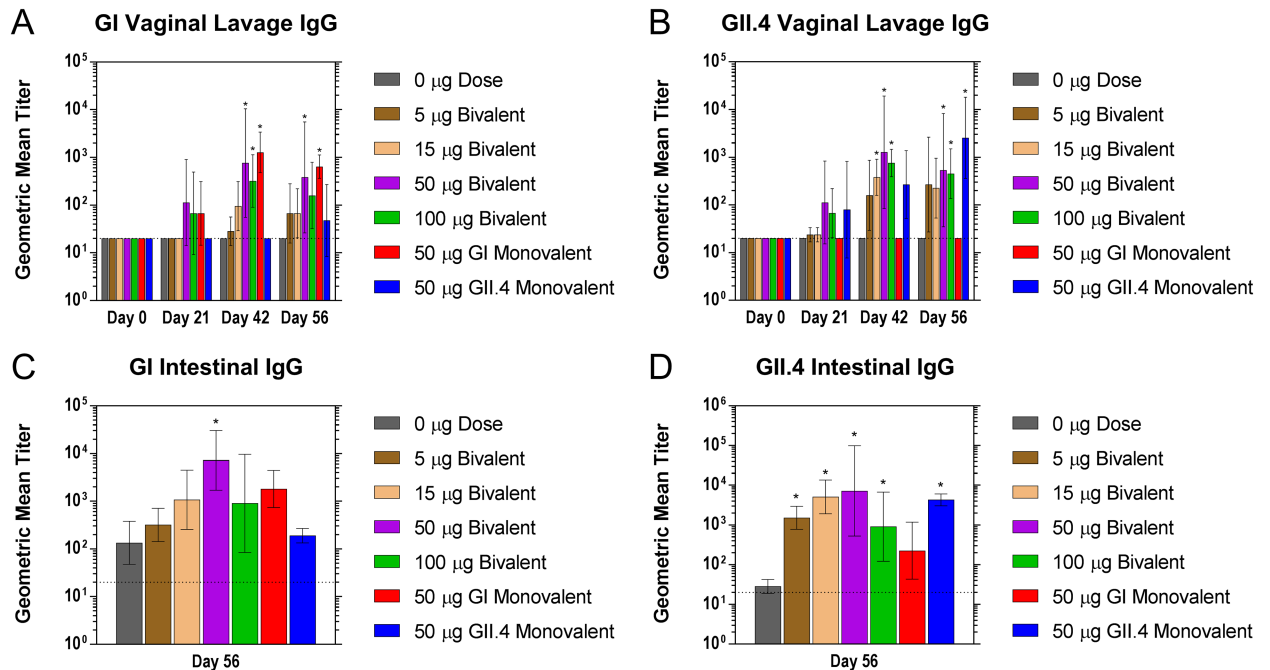 A
GI Vaginal Lavage IgG
Geometric Mean Titer
10⁵
10⁴
10³
10²
10¹
10⁰
* * * * *
Day 0 Day 21 Day 42 Day 56
0 μg Dose
5 μg Bivalent
15 μg Bivalent
50 μg Bivalent
100 μg Bivalent
50 μg GI Monovalent
50 μg GII.4 Monovalent
B
GII.4 Vaginal Lavage IgG
Geometric Mean Titer
10⁵
10⁴
10³
10²
10¹
10⁰
* * * * * *
Day 0 Day 21 Day 42 Day 56
0 μg Dose
5 μg Bivalent
15 μg Bivalent
50 μg Bivalent
100 μg Bivalent
50 μg GI Monovalent
50 μg GII.4 Monovalent
C
GI Intestinal IgG
Geometric Mean Titer
10⁵
10⁴
10³
10²
10¹
10⁰
*
Day 56
0 μg Dose
5 μg Bivalent
15 μg Bivalent
50 μg Bivalent
100 μg Bivalent
50 μg GI Monovalent
50 μg GII.4 Monovalent
D
GII.4 Intestinal IgG
Geometric Mean Titer
10⁶
10⁵
10⁴
10³
10²
10¹
10⁰
* * * * *
Day 56
0 μg Dose
5 μg Bivalent
15 μg Bivalent
50 μg Bivalent
100 μg Bivalent
50 μg GI Monovalent
50 μg GII.4 Monovalent